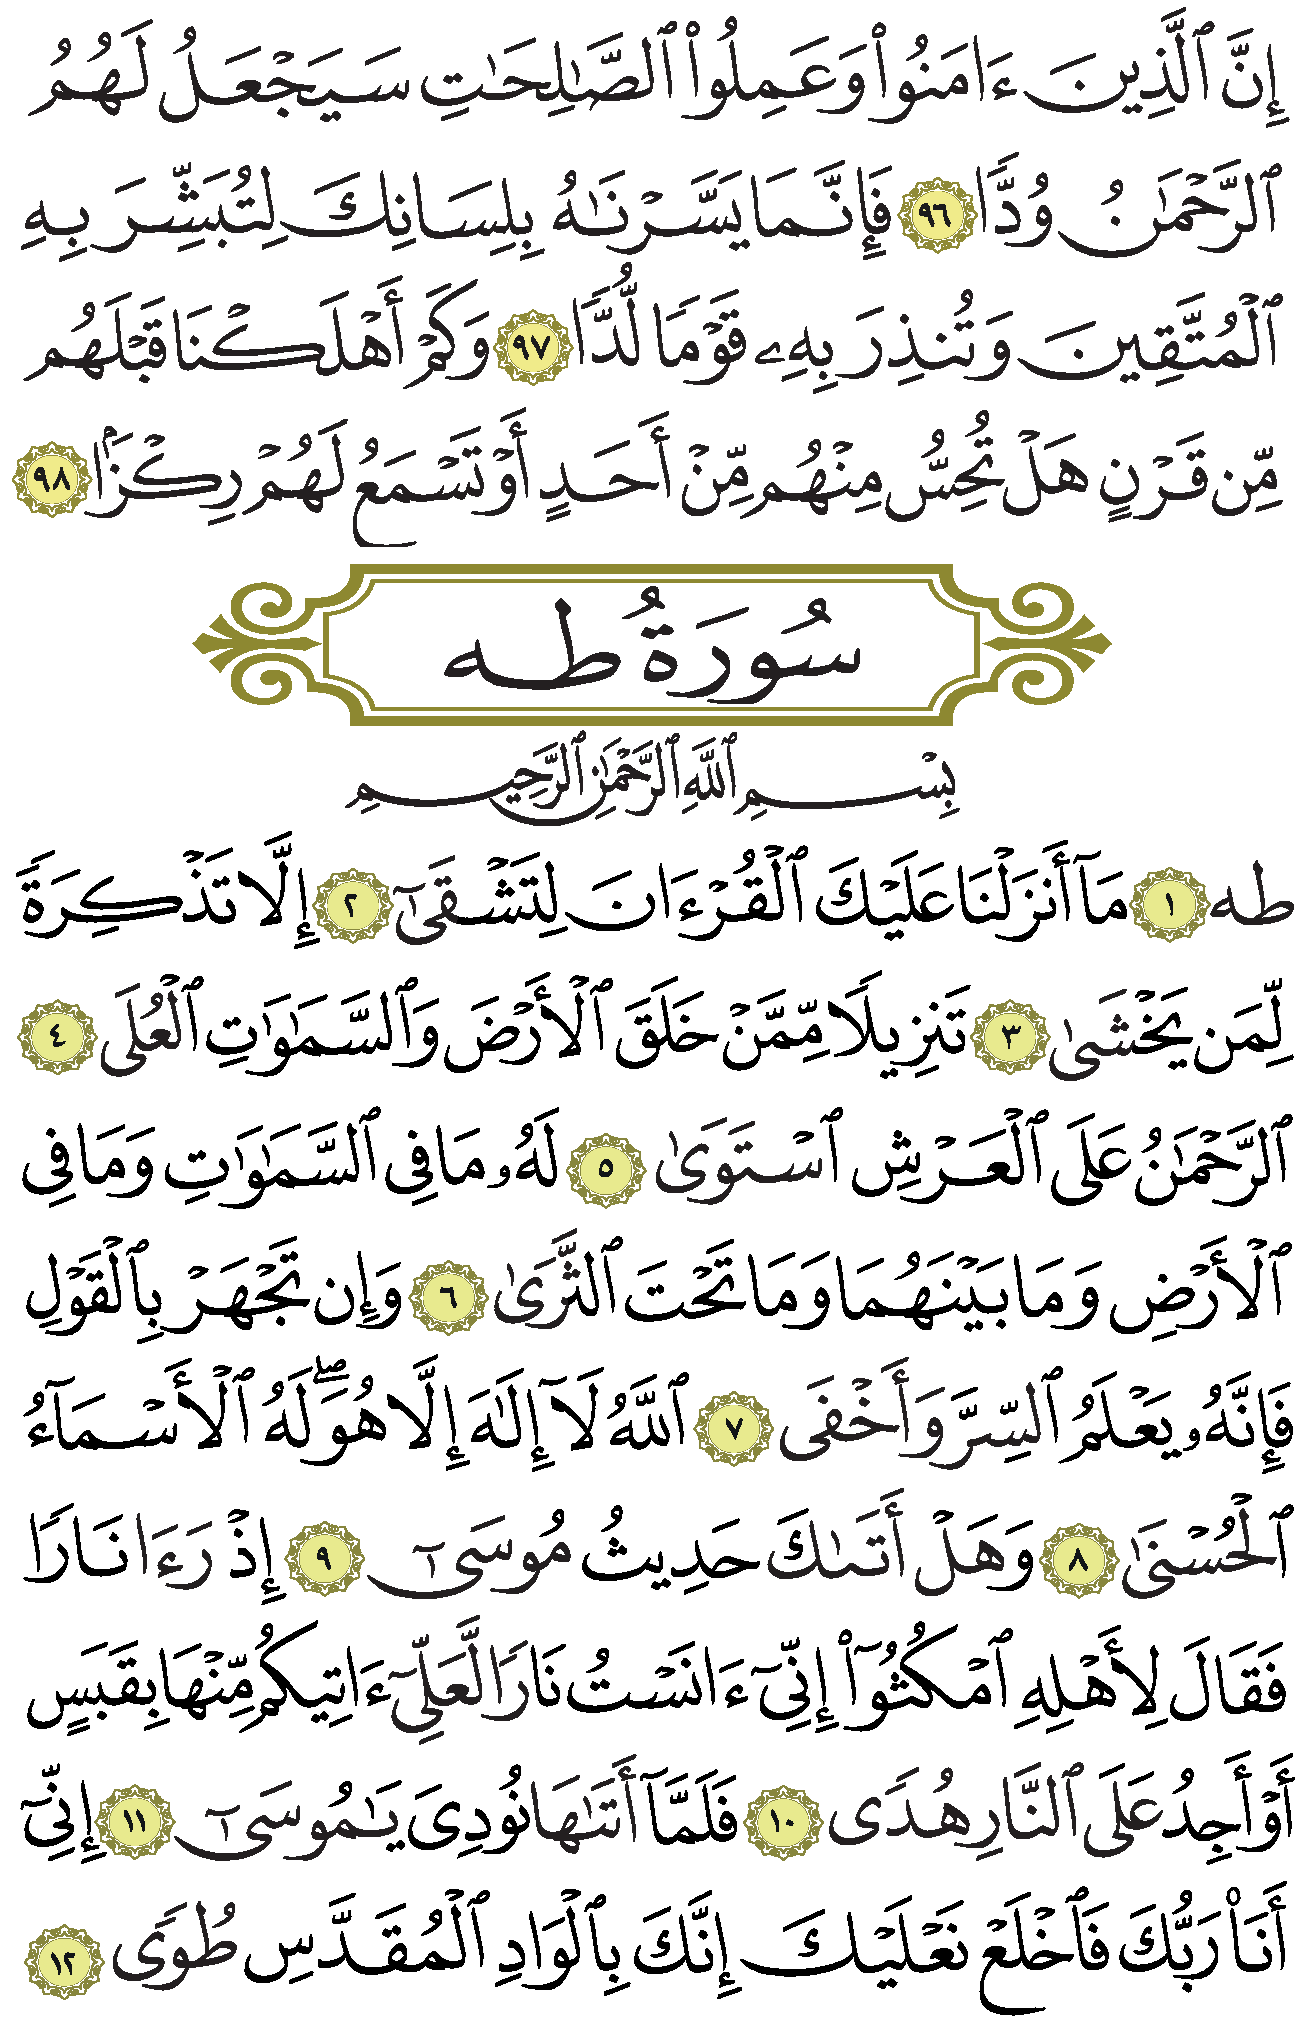 إِنَّ ٱلَّذِينَ ءَامَنُوا۟ وَعَمِلُوا۟ ٱلصَّـٰلِحَـٰتِ سَيَجْعَلُ لَهُمُ
ٱلرَّحْمَـٰنُ وُدًّا ٩٦ فَإِنَّمَا يَسَّرْنَـٰهُ بِلِسَانِكَ لِتُبَشِّرَ بِهِ
ٱلْمُتَّقِينَ وَتُنذِرَ بِهِۦ قَوْمًا لُّدًّا ٩٧ وَكَمْ أَهْلَكْنَا قَبْلَهُم
مِّن قَرْنٍ هَلْ تُحِسُّ مِنْهُم مِّنْ أَحَدٍ أَوْ تَسْمَعُ لَهُمْ رِكْزًۢا ٩٨
سُورَةُ طه
بِسْمِ ٱللَّهِ ٱلرَّحْمَـٰنِ ٱلرَّحِيمِ
طه ١ مَآ أَنزَلْنَا عَلَيْكَ ٱلْقُرْءَانَ لِتَشْقَىٰٓ ٢ إِلَّا تَذْكِرَةً
لِّمَن يَخْشَىٰ ٣ تَنزِيلًا مِّمَّنْ خَلَقَ ٱلْأَرْضَ وَٱلسَّمَـٰوَٰتِ ٱلْعُلَى ٤
ٱلرَّحْمَـٰنُ عَلَى ٱلْعَرْشِ ٱسْتَوَىٰ ٥ لَهُۥ مَا فِى ٱلسَّمَـٰوَٰتِ وَمَا فِى
ٱلْأَرْضِ وَمَا بَيْنَهُمَا وَمَا تَحْتَ ٱلثَّرَىٰ ٦ وَإِن تَجْهَرْ بِٱلْقَوْلِ
فَإِنَّهُۥ يَعْلَمُ ٱلسِّرَّ وَأَخْفَى ٧ ٱللَّهُ لَآ إِلَـٰهَ إِلَّا هُوَ ۖ لَهُ ٱلْأَسْمَآءُ
ٱلْحُسْنَىٰ ٨ وَهَلْ أَتَىٰكَ حَدِيثُ مُوسَىٰٓ ٩ إِذْ رَءَا نَارًا
فَقَالَ لِأَهْلِهِ ٱمْكُثُوٓا۟ إِنِّىٓ ءَانَسْتُ نَارًا لَّعَلِّىٓ ءَاتِيكُم مِّنْهَا بِقَبَسٍ
أَوْ أَجِدُ عَلَى ٱلنَّارِ هُدًى ١٠ فَلَمَّآ أَتَىٰهَا نُودِىَ يَـٰمُوسَىٰٓ ١١ إِنِّىٓ
أَنَا۠ رَبُّكَ فَٱخْلَعْ نَعْلَيْكَ إِنَّكَ بِٱلْوَادِ ٱلْمُقَدَّسِ طُوًى ١٢